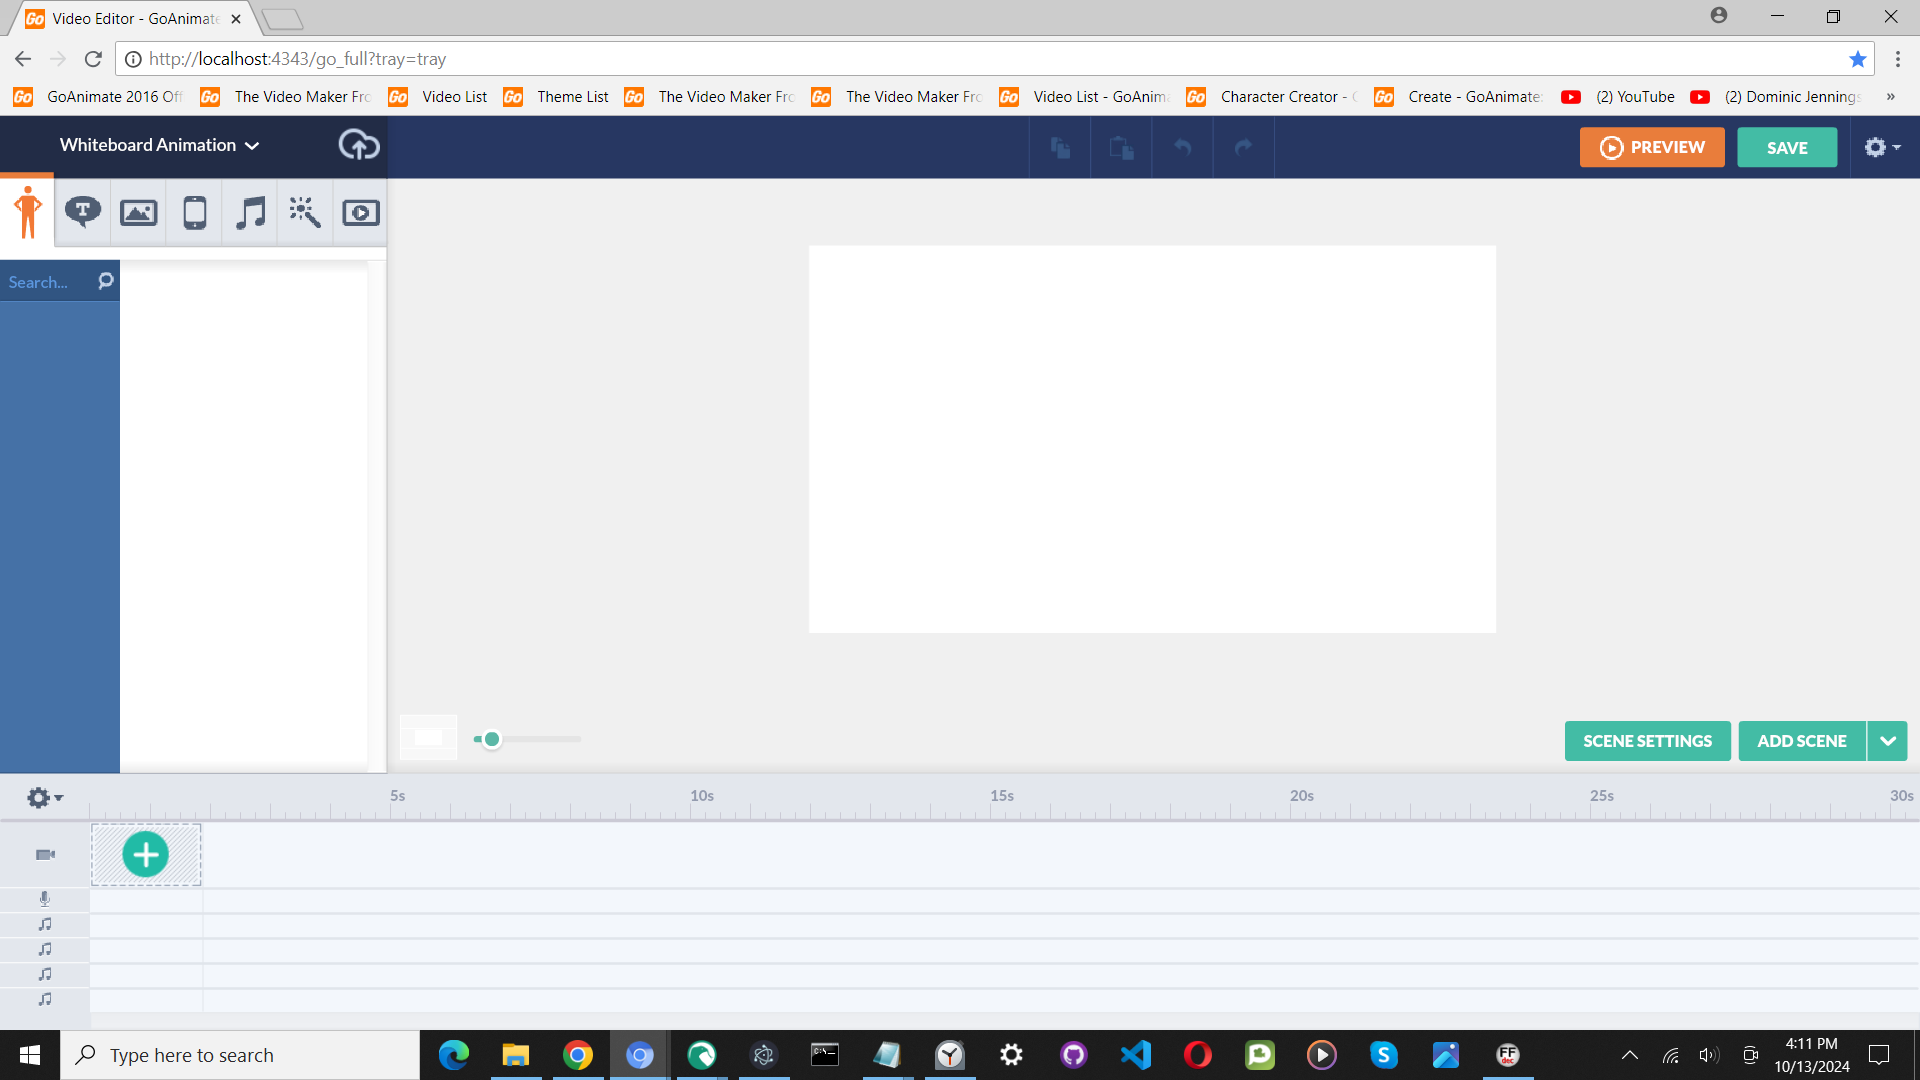 Go Video Editor - GoAnimate
http://localhost:4343/go_full?tray=tray
Go GoAnimate 2016 Off Go The Video Maker Fro Go Video List Go Theme List Go The Video Maker Fro Go The Video Maker Fro Go Video List - GoAnima Go Character Creator - Go Create - GoAnimate: (2) YouTube (2) Dominic Jennings »
Whiteboard Animation
PREVIEW
SAVE
T
Search...
SCENE SETTINGS
ADD SCENE
5s 10s 15s 20s 25s 30s
Type here to search
C:\-
FF
dec
4:11 PM
10/13/2024